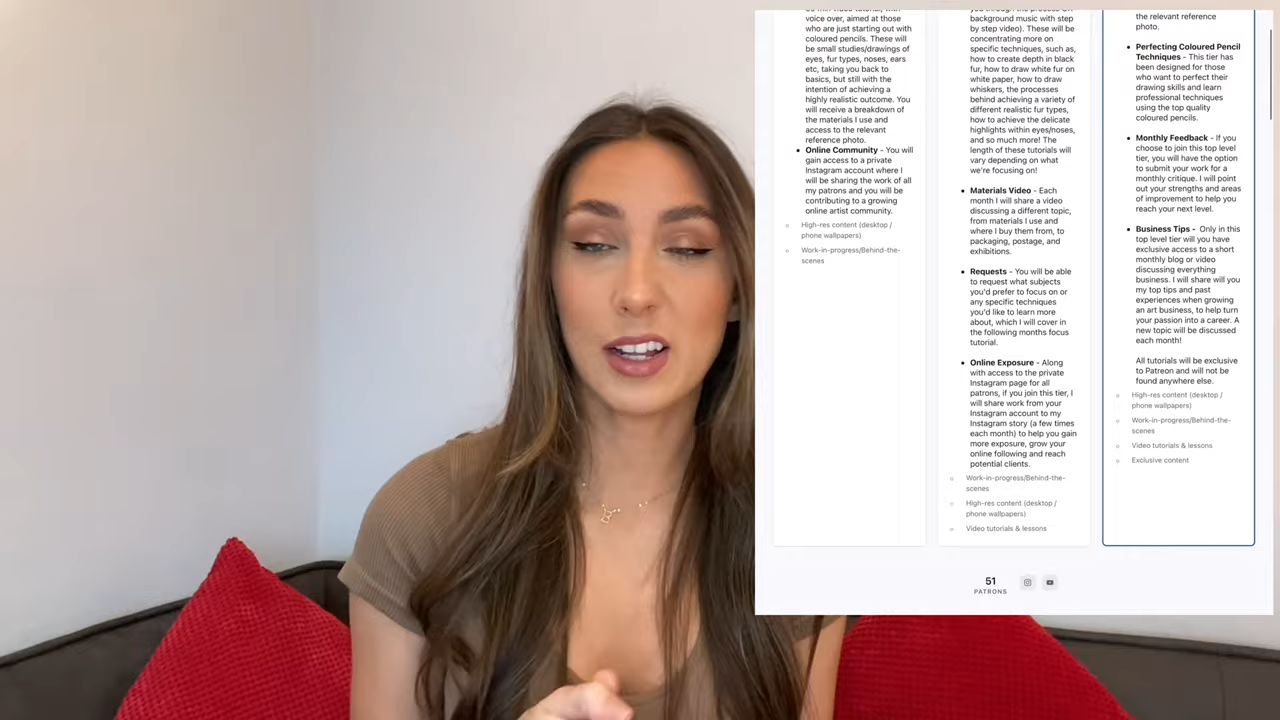 voice over, aimed at those
who are just starting out with
coloured pencils. These will
be small studies/drawings of
eyes, fur types, noses, ears
etc, taking you back to
basics, but still with the
intention of achieving a
highly realistic outcome. You
will receive a breakdown of
the materials I use and
access to the relevant
reference photo.
Online Community - You will
gain access to a private
Instagram account where I
will be sharing the work of all
my patrons and you will be
contributing to a growing
online artist community.
High-res content (desktop /
phone wallpapers)
Work-in-progress/Behind-the-
scenes
background music with step
by step video). These will be
concentrating more on
specific techniques, such as,
how to create depth in black
fur, how to draw white fur on
white paper, how to draw
whiskers, the processes
behind achieving a variety of
different realistic fur types,
how to achieve the delicate
highlights within eyes/noses,
and so much more! The
length of these tutorials will
vary depending on what
we're focusing on!
Materials Video - Each
month I will share a video
discussing a different topic,
from materials I use and
where I buy them from, to
packaging, postage, and
exhibitions.
Requests - You will be able
to request what subjects
you'd prefer to focus on or
any specific techniques
you'd like to learn more
about, which I will cover in
the following months focus
tutorial.
Online Exposure - Along
with access to the private
Instagram page for all
patrons, if you join this tier, I
will share work from your
Instagram account to my
Instagram story (a few times
each month) to help you gain
more exposure, grow your
online following and reach
potential clients.
Work-in-progress/Behind-the-
scenes
High-res content (desktop /
phone wallpapers)
Video tutorials & lessons
the relevant reference
photo.
Perfecting Coloured Pencil
Techniques - This tier has
been designed for those
who want to perfect their
drawing skills and learn
professional techniques
using the top quality
coloured pencils.
Monthly Feedback - If you
choose to join this top level
tier, you will have the option
to submit your work for a
monthly critique. I will point
out your strengths and areas
of improvement to help you
reach your next level.
Business Tips - Only in this
top level tier will you have
exclusive access to a short
monthly blog or video
discussing everything
business. I will share will you
my top tips and past
experiences when growing
an art business, to help turn
your passion into a career. A
new topic will be discussed
each month!
All tutorials will be exclusive
to Patreon and will not be
found anywhere else.
High-res content (desktop /
phone wallpapers)
Work-in-progress/Behind-the-
scenes
Video tutorials & lessons
Exclusive content
51
PATRONS